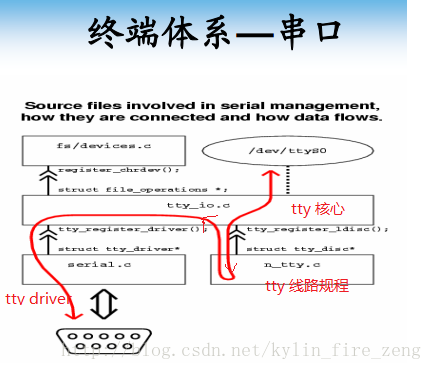 终端体系—串口
Source files involved in serial management,
how they are connected and how data flows.
fs/devices.c
/dev/ttyS0
register_chrdev();
struct file_operations *;
tty_io.c
tty 核心
tty_register_driver();
tty_register_ldisc();
struct tty_driver*
struct tty_disc*
serial.c
n_tty.c
tty 线路规程
tty driver
http://blog.csdn.net/kylin_fire_zeng